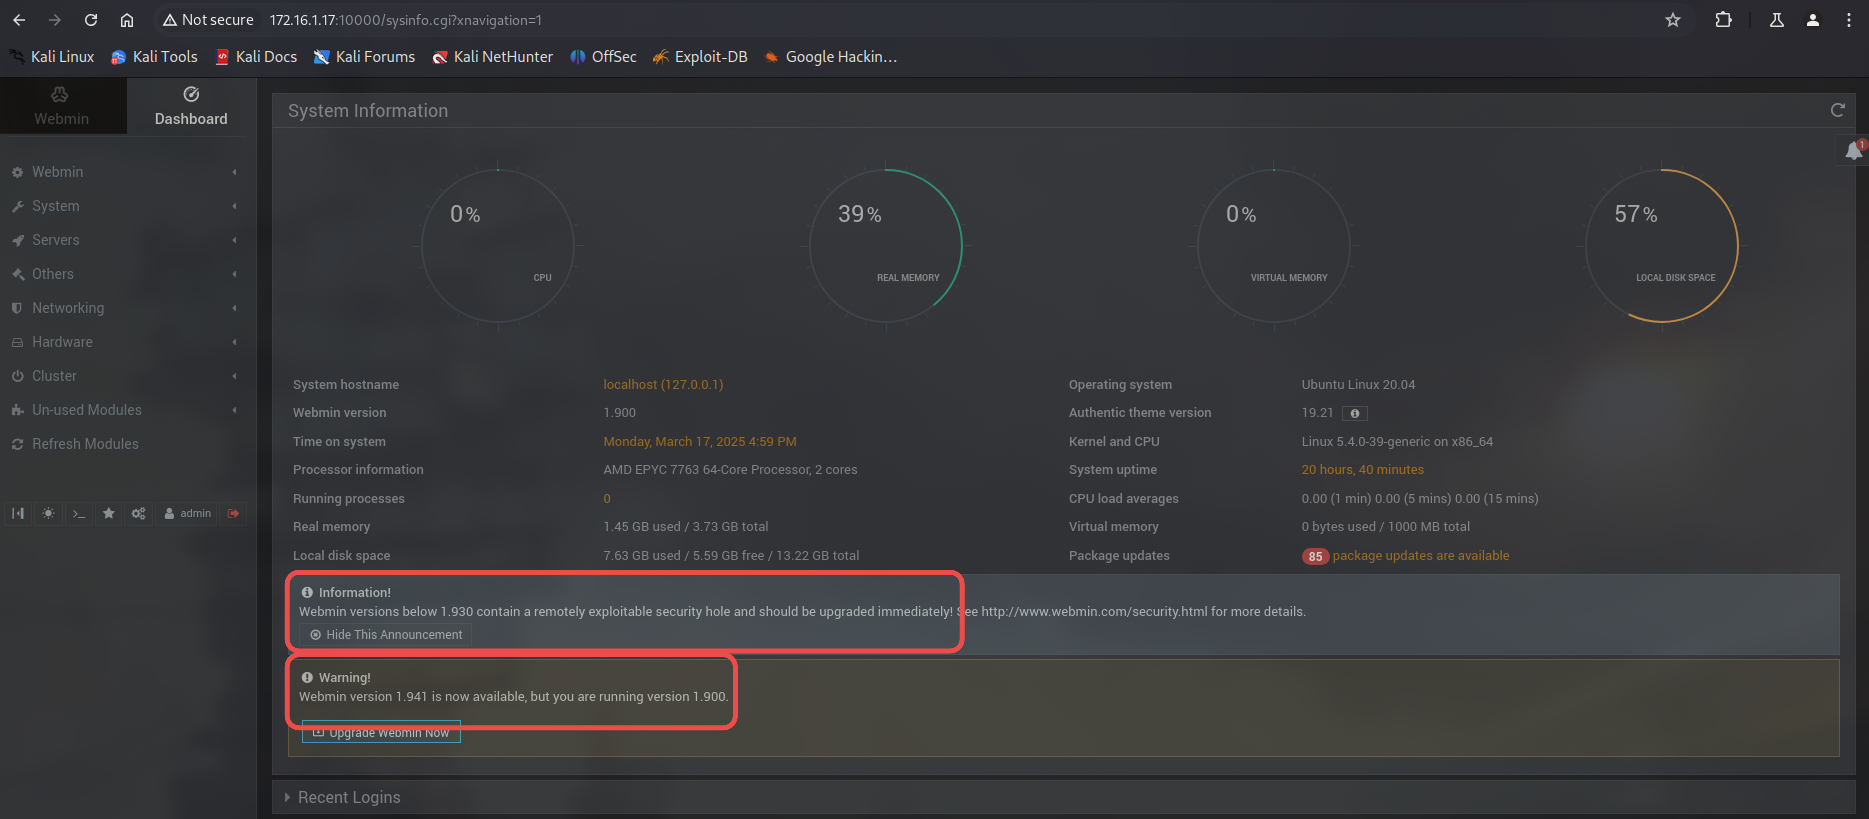 Not secure 172.16.1.17:10000/sysinfo.cgi?xnavigation=1
Kali Linux Kali Tools Kali Docs Kali Forums Kali NetHunter OffSec Exploit-DB Google Hackin…
Webmin Dashboard
Webmin
System
Servers
Others
Networking
Hardware
Cluster
Un-used Modules
Refresh Modules
admin
System Information
1
0%
CPU
39%
REAL MEMORY
0%
VIRTUAL MEMORY
57%
LOCAL DISK SPACE
System hostname localhost (127.0.0.1) Operating system Ubuntu Linux 20.04
Webmin version 1.900 Authentic theme version 19.21
Time on system Monday, March 17, 2025 4:59 PM Kernel and CPU Linux 5.4.0-39-generic on x86_64
Processor information AMD EPYC 7763 64-Core Processor, 2 cores System uptime 20 hours, 40 minutes
Running processes 0 CPU load averages 0.00 (1 min) 0.00 (5 mins) 0.00 (15 mins)
Real memory 1.45 GB used / 3.73 GB total Virtual memory 0 bytes used / 1000 MB total
Local disk space 7.63 GB used / 5.59 GB free / 13.22 GB total Package updates 85 package updates are available
Information!
Webmin versions below 1.930 contain a remotely exploitable security hole and should be upgraded immediately! See http://www.webmin.com/security.html for more details.
Hide This Announcement
Warning!
Webmin version 1.941 is now available, but you are running version 1.900.
Upgrade Webmin Now
Recent Logins